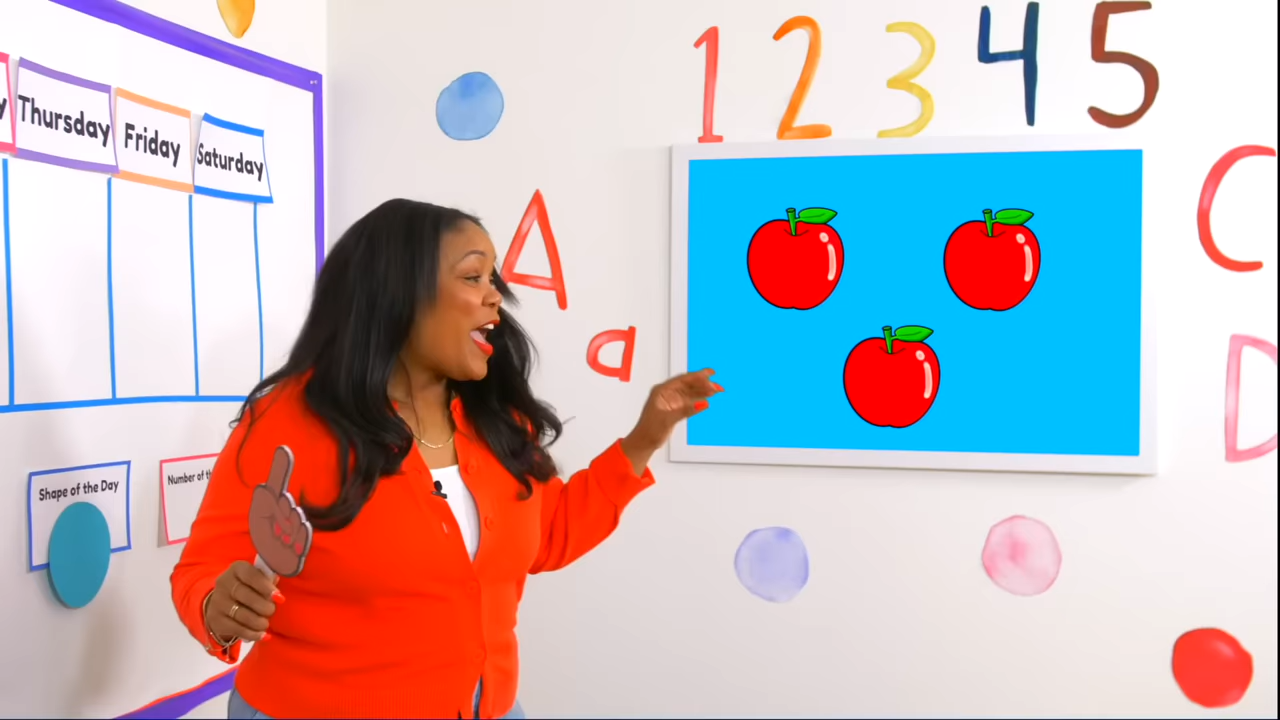 1 2 3 4 5
y
Thursday
Friday
Saturday
A
a
C
D
Shape of the Day
Number of th